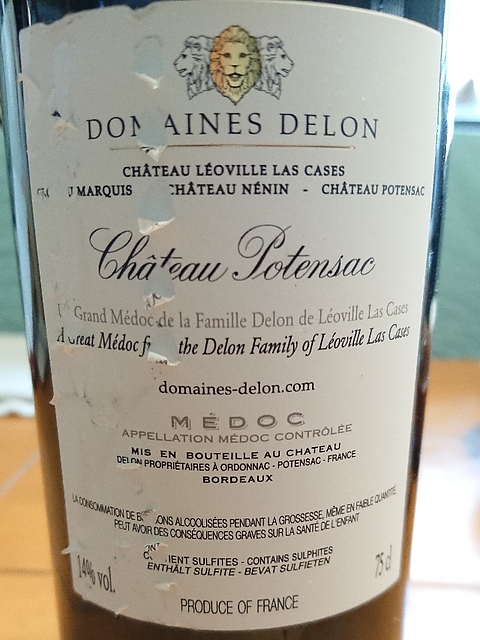 DOMAINES DELON
CHÂTEAU LÉOVILLE LAS CASES
MARQUIS CHÂTEAU NÉNIN - CHÂTEAU POTENSAC
Château Potensac
Grand Médoc de la Famille Delon de Léoville Las Cases
A Great Médoc the Delon Family of Léoville Las Cases
domaines-delon.com
MÉDOC
APPELLATION MÉDOC CONTRÔLÉE
MIS EN BOUTEILLE AU CHATEAU
DELON PROPRIÉTAIRES À ORDONNAC - POTENSAC - FRANCE
BORDEAUX
LA CONSOMMATION DE ALCOOLISÉES PENDANT LA GROSSESSE, MÊME EN FAIBLE QUANTITÉ
PEUT AVOIR DES CONSÉQUENCES GRAVES SUR LA SANTÉ DE L'ENFANT
SULFITES - CONTAINS SULPHITES
ENTHÄLT SULFITE - BEVAT SULFIETEN
14% vol. 75 cl
PRODUCE OF FRANCE